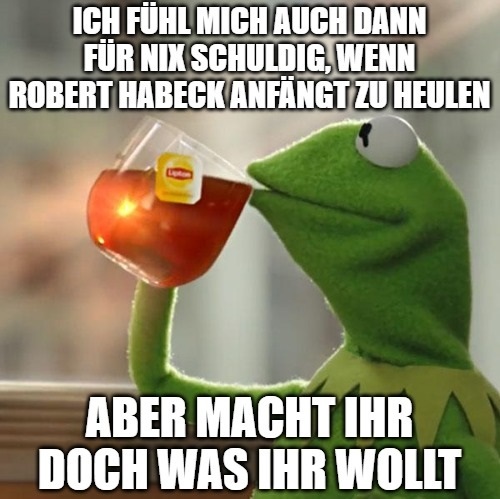 ICH FÜHL MICH AUCH DANN
FÜR NIX SCHULDIG, WENN
ROBERT HABECK ANFÄNGT ZU HEULEN
Lipton
ABER MACHT IHR
DOCH WAS IHR WOLLT